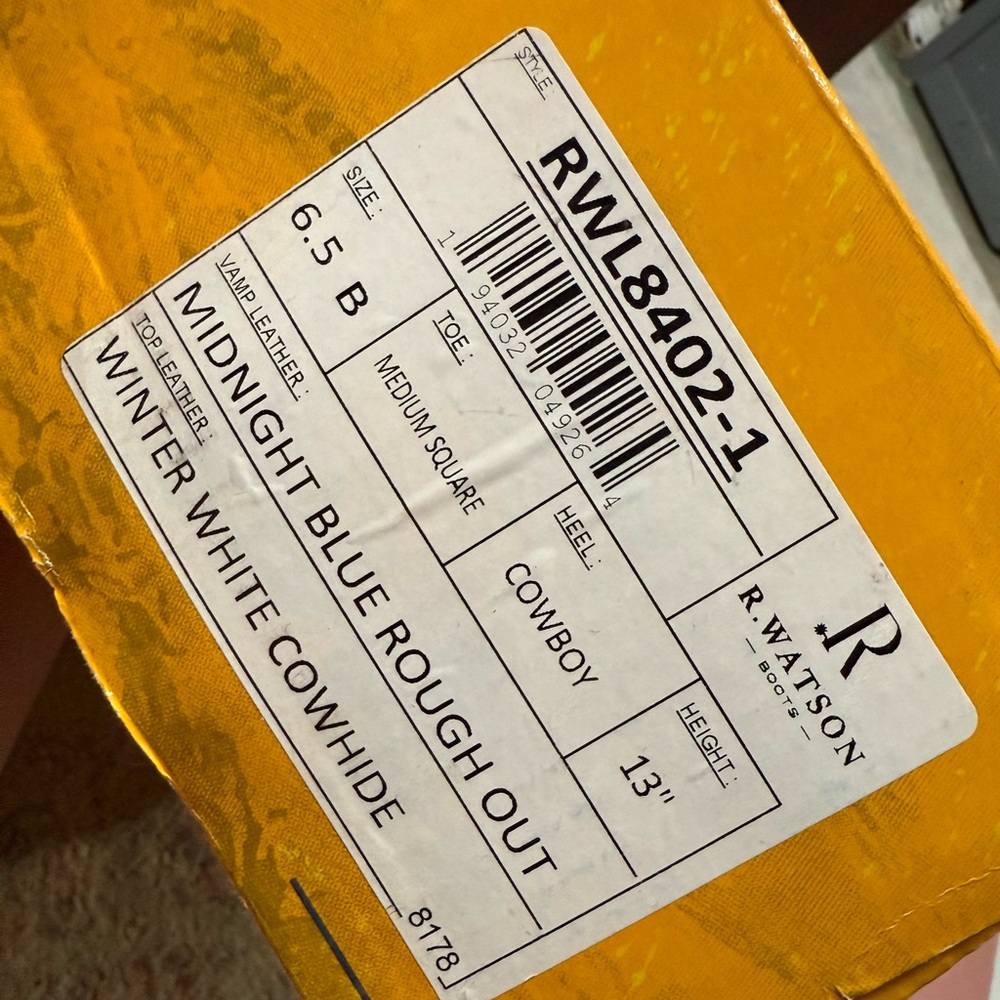 STYLE:
RWL8402-1
1 94032 04926 4
R
R.WATSON
BOOTS
SIZE:
6.5 B
TOE:
MEDIUM SQUARE
HEEL:
COWBOY
HEIGHT:
13"
VAMP LEATHER:
MIDNIGHT BLUE ROUGH OUT
TOP LEATHER:
WINTER WHITE COWHIDE
8178